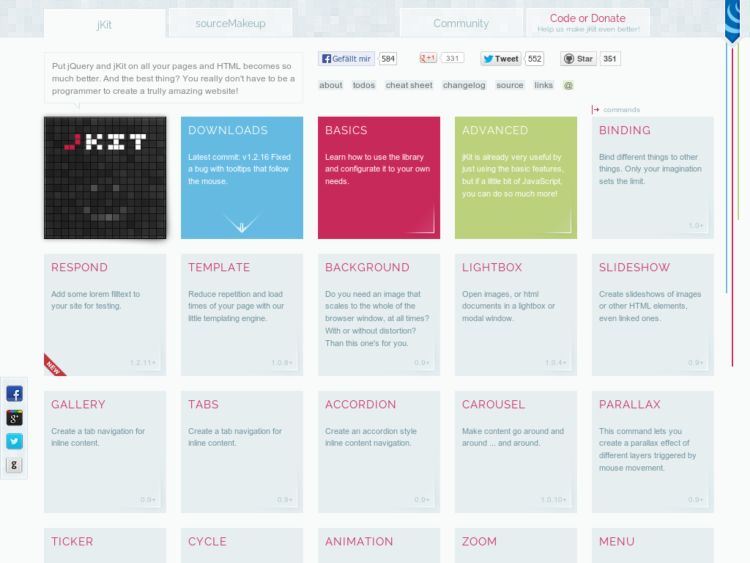 jKit
sourceMakeup
Community
Code or Donate
Help us make jKit even better!
Put jQuery and jKit on all your pages and HTML becomes so
much better. And the best thing? You really don't have to be a
programmer to create a trully amazing website!
Gefällt mir 584
+1 331
Tweet 552
Star 351
about todos cheat sheet changelog source links @
commands
JKIT
DOWNLOADS
Latest commit: v1.2.16 Fixed
a bug with tooltips that follow
the mouse.
BASICS
Learn how to use the library
and configurate it to your own
needs.
ADVANCED
jKit is already very useful by
just using the basic features,
but if a little bit of JavaScript,
you can do so much more!
BINDING
Bind different things to other
things. Only your imagination
sets the limit.
1.0+
RESPOND
Add some lorem filltext to
your site for testing.
NEW
1.2.11+
TEMPLATE
Reduce repetition and load
times of your page with our
little templating engine.
1.0.8+
BACKGROUND
Do you need an image that
scales to the whole of the
browser window, at all times?
With or without distortion?
Than this one's for you.
0.9+
LIGHTBOX
Open images, or html
documents in a lightbox or
modal window.
1.0.4+
SLIDESHOW
Create slideshows of images
or other HTML elements,
even linked ones.
0.9+
GALLERY
Create a tab navigation for
inline content.
0.9+
TABS
Create a tab navigation for
inline content.
0.9+
ACCORDION
Create an accordion style
inline content navigation.
0.9+
CAROUSEL
Make content go around and
around ... and around.
1.0.10+
PARALLAX
This command lets you
create a parallax effect of
different layers triggered by
mouse movement.
0.9+
TICKER
CYCLE
ANIMATION
ZOOM
MENU